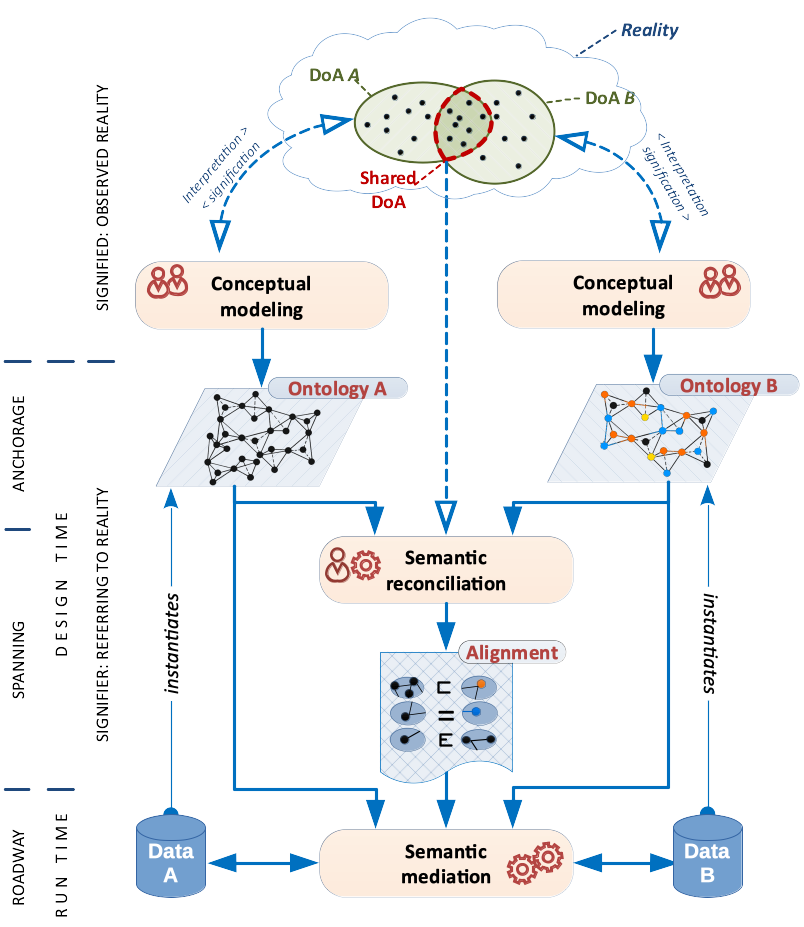 Reality
DoA A
DoA B
Shared
DoA
Interpretation >
< signification
< Interpretation
signification >
SIGNIFIED: OBSERVED REALITY
Conceptual
modeling
Conceptual
modeling
Ontology A
Ontology B
ANCHORAGE
SPANNING
DESIGN TIME
SIGNIFIER: REFERRING TO REALITY
Semantic
reconciliation
instantiates
instantiates
Alignment
⊏
=
E
ROADWAY
RUN TIME
Data
A
Semantic
mediation
Data
B